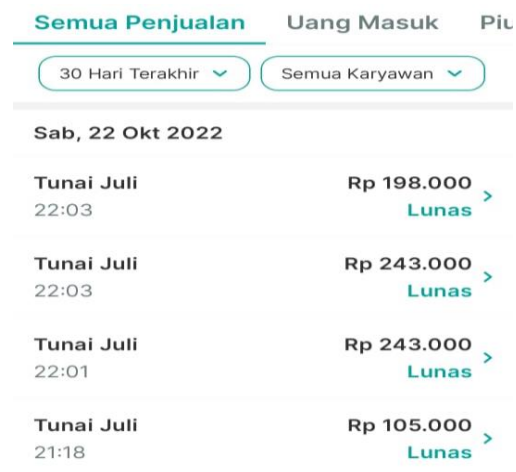 Semua Penjualan Uang Masuk Piu
30 Hari Terakhir Semua Karyawan
Sab, 22 Okt 2022
Tunai Juli Rp 198.000
22:03 Lunas
Tunai Juli Rp 243.000
22:03 Lunas
Tunai Juli Rp 243.000
22:01 Lunas
Tunai Juli Rp 105.000
21:18 Lunas